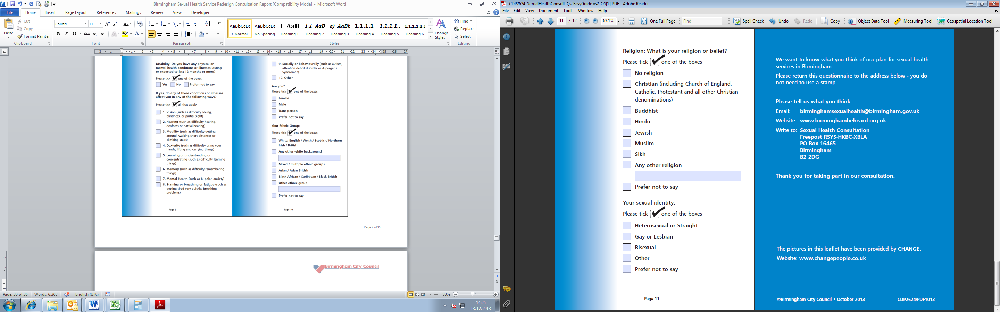 Birmingham Sexual Health Service Redesign Consultation Report [Compatibility Mode] - Microsoft Word
File Home Insert Page Layout References Mailings Review View Developer
Cut
Copy
Format Painter
Paste
Clipboard
Calibri 11
Font
Paragraph
AaBbCcDc AaBbCcDc 1 AaB 1.1 AaB a) AaBb 1.1.1.1 1.1.1.1. 1.1.1.1.1
¶ Normal No Spacing Heading 1 Heading 2 Heading 3 Heading 4 Heading 5 Heading 6
Styles
Change Styles
Find
Replace
Select
Editing
Disability: Do you have any physical or
mental health conditions or illnesses lasting
or expected to last 12 months or more?
Please tick one of the boxes
Yes No Prefer not to say
If yes, do any of these conditions or illnesses
affect you in any of the following ways?
Please tick all that apply
1. Vision (such as difficulty seeing,
blindness, or partial sight)
2. Hearing (such as difficulty hearing,
deafness or partial hearing)
3. Mobility (such as difficulty getting
around, walking short distances or
climbing stairs)
4. Dexterity (such as difficulty using your
hands, lifting and carrying things)
5. Learning or understanding or
concentrating (such as difficulty learning
things)
6. Memory (such as difficulty remembering
things)
7. Mental Health (such as bi-polar, anxiety)
8. Stamina or breathing or fatigue (such as
getting tired very quickly, breathing
problems)
Page 9
9. Socially or behaviourally (such as autism,
attention deficit disorder or Asperger's
Syndrome?)
10. Other
Are you?
Please tick one of the boxes
Female
Male
Trans person
Prefer not to say
Your Ethnic Group:
Please tick one of the boxes
White: English / Welsh / Scottish/ Northern
Irish / British
Any other white background
Mixed / multiple ethnic groups
Asian / Asian British
Black African / Caribbean / Black British
Other ethnic group
Prefer not to say
Page 10
Page 4 of 35
Birmingham City Council
Page: 30 of 36 Words: 6,368 English (U.K.) 80%
14:26
13/12/2013
CDP2624_SexualHealthConsult_Qs_EasyGuide.vs2_OS[1].PDF - Adobe Reader
File Edit View Document Tools Window Help
11 / 12 63.1% One Full Page Find Spell Check Undo Redo Copy Object Data Tool Measuring Tool Geospatial Location Tool
Religion: What is your religion or belief?
Please tick one of the boxes
No religion
Christian (including Church of England,
Catholic, Protestant and all other Christian
denominations)
Buddhist
Hindu
Jewish
Muslim
Sikh
Any other religion
Prefer not to say
Your sexual identity:
Please tick one of the boxes
Heterosexual or Straight
Gay or Lesbian
Bisexual
Other
Prefer not to say
Page 11
We want to know what you think of our plan for sexual health
services in Birmingham.
Please return this questionnaire to the address below - you do
not need to use a stamp.
Please tell us what you think:
Email: birminghamsexualhealth@birmingham.gov.uk
Website: www.birminghambeheard.org.uk
Write to: Sexual Health Consultation
Freepost RSYS-HKBC-XBLA
PO Box 16465
Birmingham
B2 2DG
Thank you for taking part in our consultation.
The pictures in this leaflet have been provided by CHANGE.
Website: www.changepeople.co.uk
©Birmingham City Council • October 2013 CDP2624/PDF1013